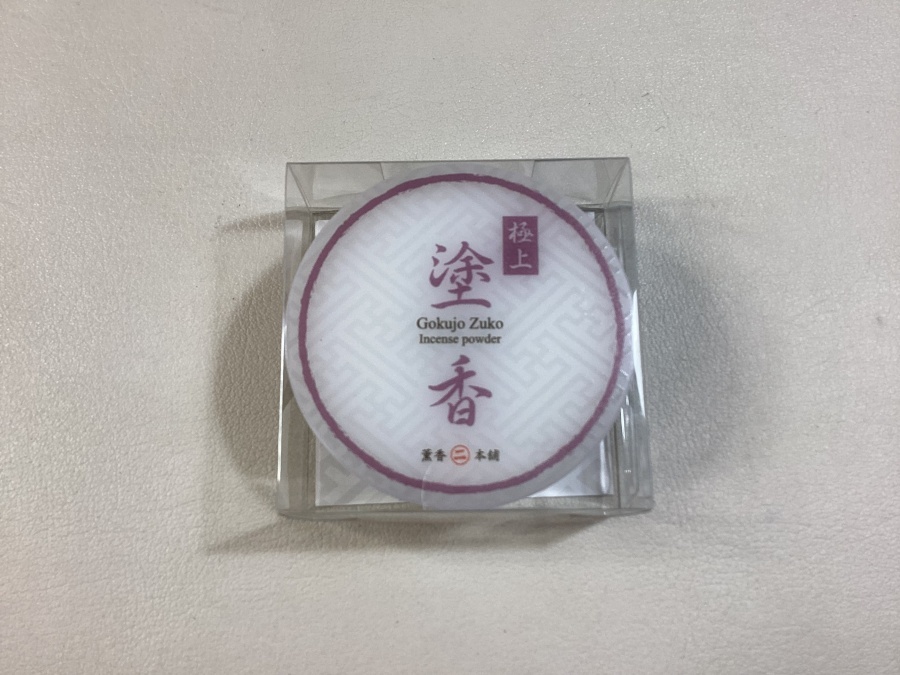 極上
塗
Gokujo Zuko
Incense powder
香
薫香 二 本舗